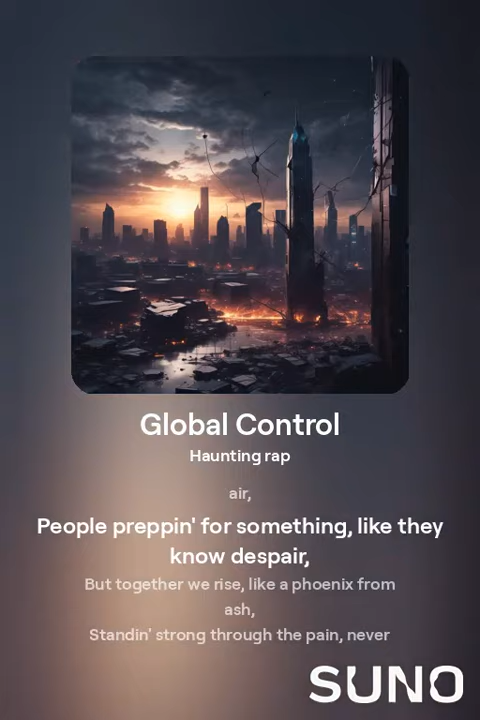 Global Control
Haunting rap
air,
People preppin' for something, like they
know despair,
But together we rise, like a phoenix from
ash,
Standin' strong through the pain, never
SUNO